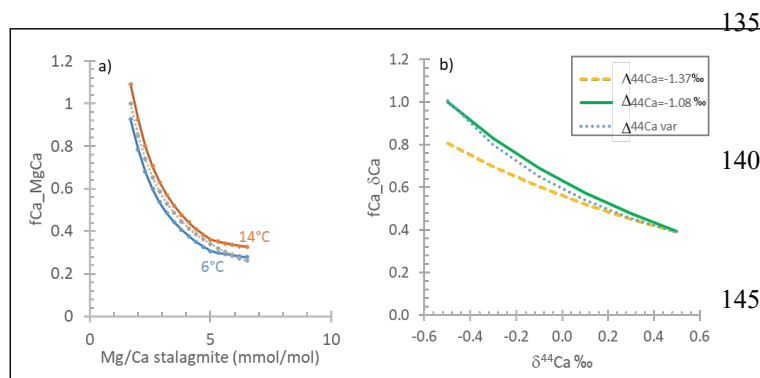 135
140
145
a)
fCa_MgCa
1.2
1
0.8
0.6
0.4
0.2
0
0
5
10
14°C
6°C
Mg/Ca stalagmite (mmol/mol)
b)
fCa_δCa
1.2
1.0
0.8
0.6
0.4
0.2
0.0
-0.6
-0.4
-0.2
0.0
0.2
0.4
0.6
δ⁴⁴Ca ‰
Δ⁴⁴Ca=-1.37‰
Δ⁴⁴Ca=-1.08 ‰
Δ⁴⁴Ca var